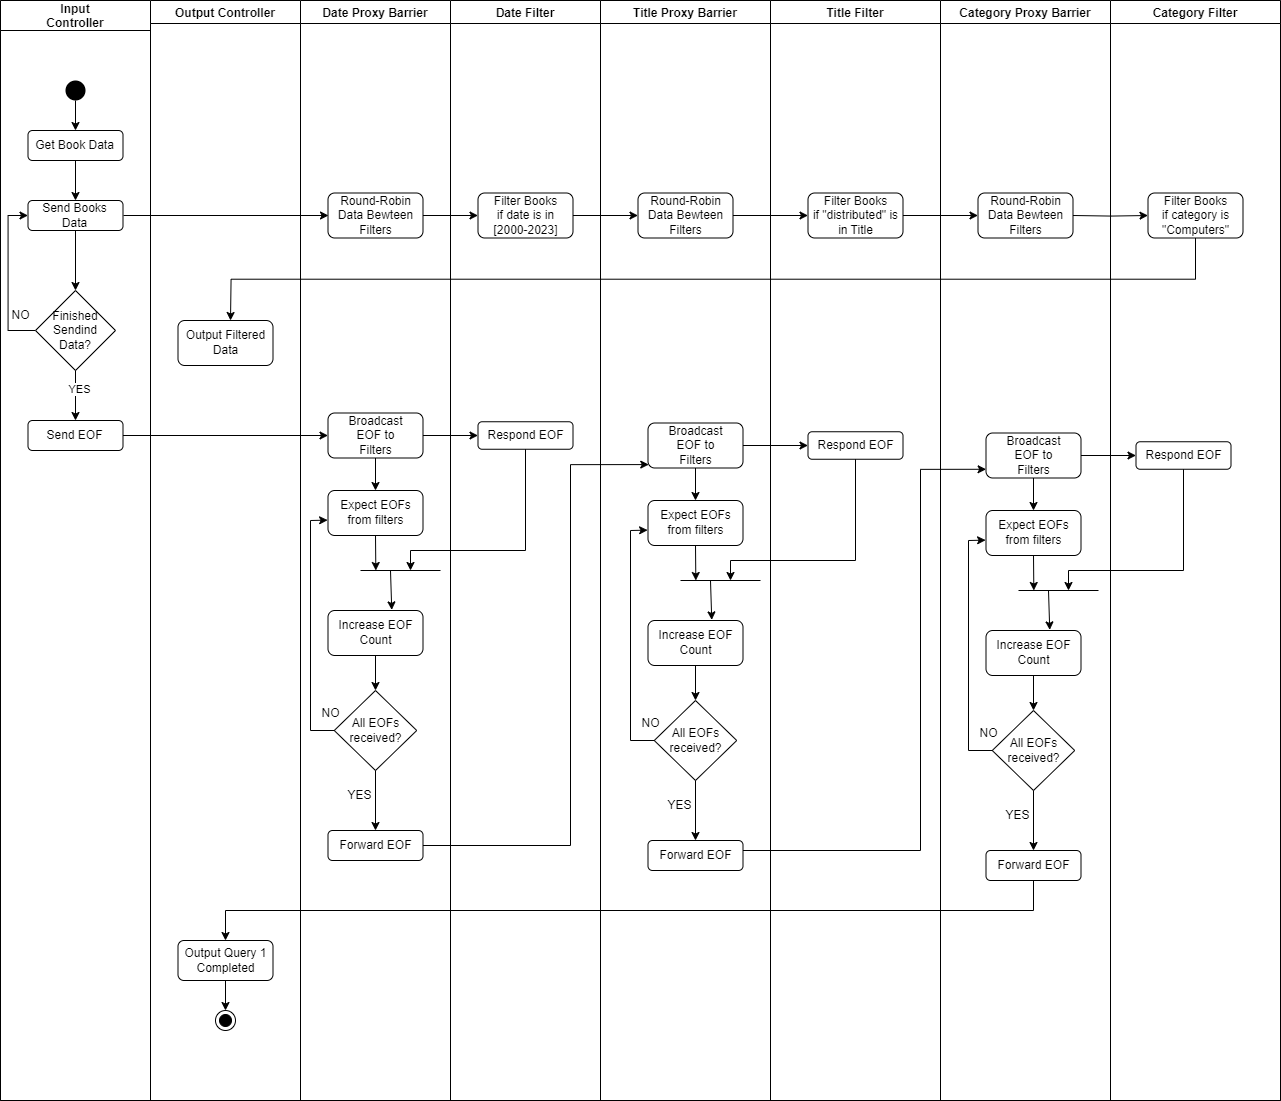 Input
Controller
Output Controller
Date Proxy Barrier
Date Filter
Title Proxy Barrier
Title Filter
Category Proxy Barrier
Category Filter
Get Book Data
Send Books
Data
Round-Robin
Data Bewteen
Filters
Filter Books
if date is in
[2000-2023]
Round-Robin
Data Bewteen
Filters
Filter Books
if "distributed" is
in Title
Round-Robin
Data Bewteen
Filters
Filter Books
if category is
"Computers"
NO
Finished
Sendind
Data?
Output Filtered
Data
YES
Send EOF
Broadcast
EOF to
Filters
Respond EOF
Broadcast
EOF to
Filters
Respond EOF
Broadcast
EOF to
Filters
Respond EOF
Expect EOFs
from filters
Expect EOFs
from filters
Expect EOFs
from filters
Increase EOF
Count
Increase EOF
Count
Increase EOF
Count
NO
All EOFs
received?
NO
All EOFs
received?
NO
All EOFs
received?
YES
YES
YES
Forward EOF
Forward EOF
Forward EOF
Output Query 1
Completed